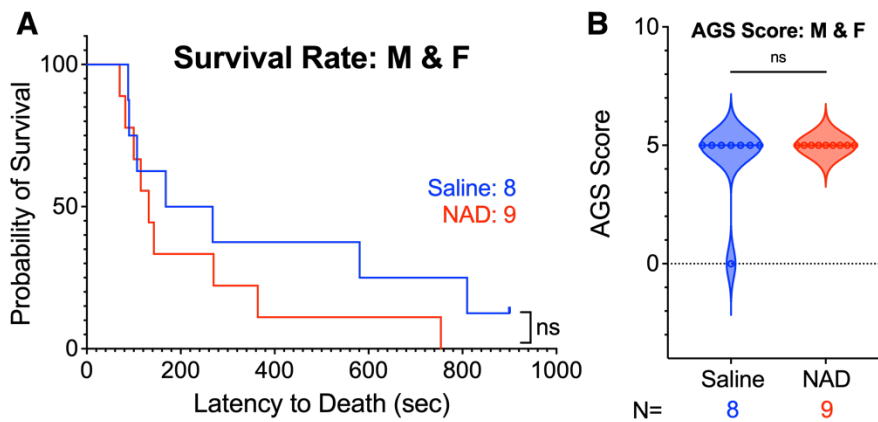 A
Survival Rate: M & F
100
50
0
Probability of Survival
Saline: 8
NAD: 9
ns
0 200 400 600 800 1000
Latency to Death (sec)
B
AGS Score: M & F
ns
10
5
0
AGS Score
Saline NAD
N= 8 9